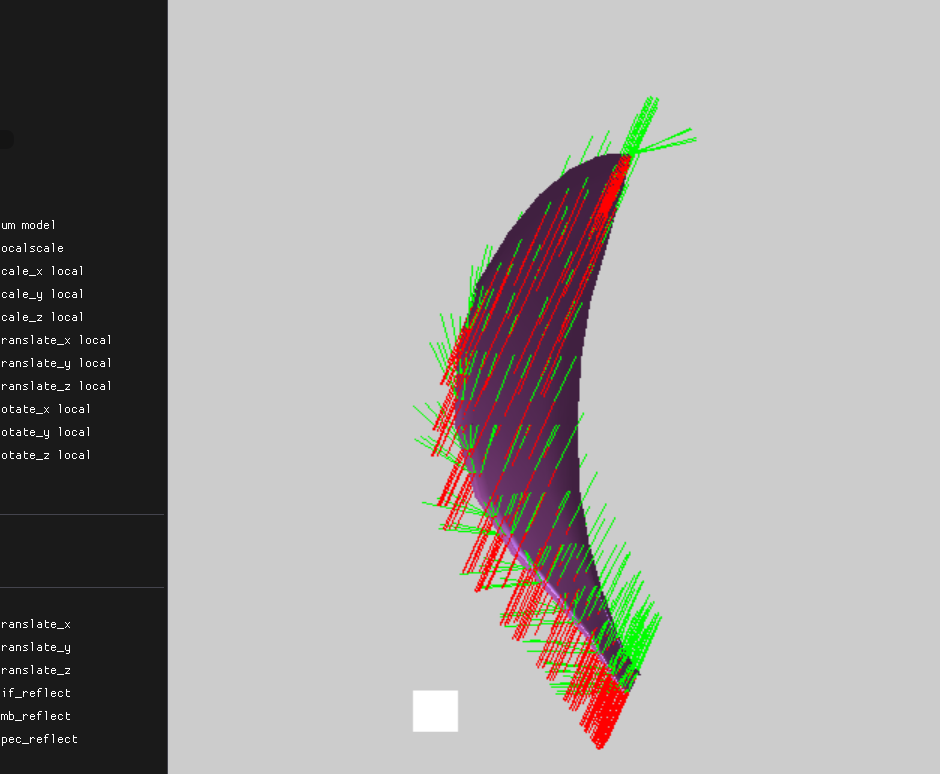 um model
ocalscale
cale_x local
cale_y local
cale_z local
ranslate_x local
ranslate_y local
ranslate_z local
otate_x local
otate_y local
otate_z local
ranslate_x
ranslate_y
ranslate_z
if_reflect
mb_reflect
pec_reflect